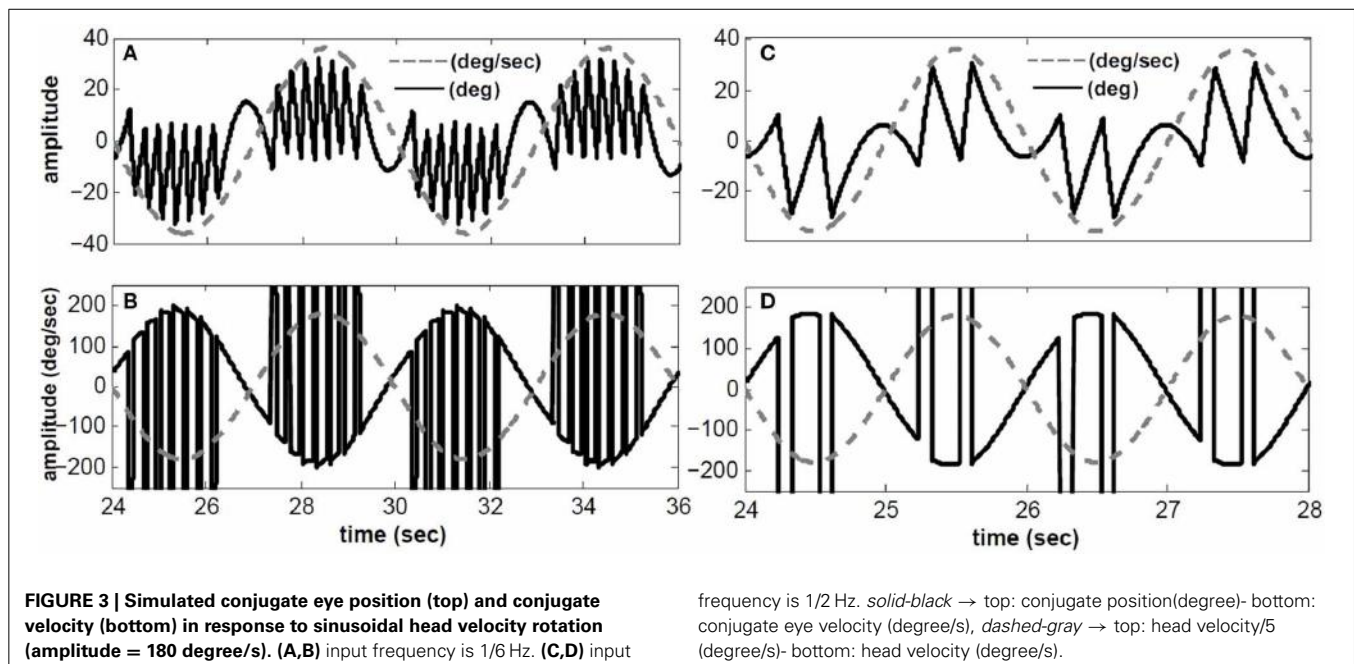 A
(deg/sec)
(deg)
amplitude
40
20
0
−20
−40
B
amplitude (deg/sec)
200
100
0
−100
−200
24 26 28 30 32 34 36
time (sec)
C
(deg/sec)
(deg)
40
20
0
−20
D
200
100
0
−100
−200
24 25 26 27 28
time (sec)
FIGURE 3 | Simulated conjugate eye position (top) and conjugate
velocity (bottom) in response to sinusoidal head velocity rotation
(amplitude = 180 degree/s). (A,B) input frequency is 1/6 Hz. (C,D) input
frequency is 1/2 Hz. solid-black → top: conjugate position(degree)- bottom:
conjugate eye velocity (degree/s), dashed-gray → top: head velocity/5
(degree/s)- bottom: head velocity (degree/s).